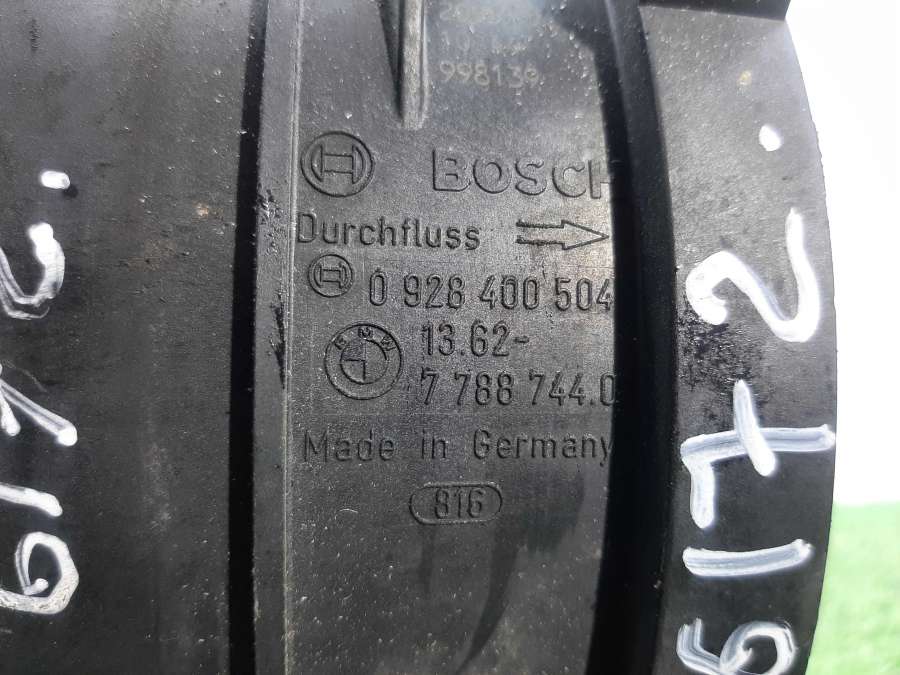 998139
BOSCH
Durchfluss
0 928 400 504
BMW
13.62-
7 788 744.0
Made in Germany
816
6172.
6172.